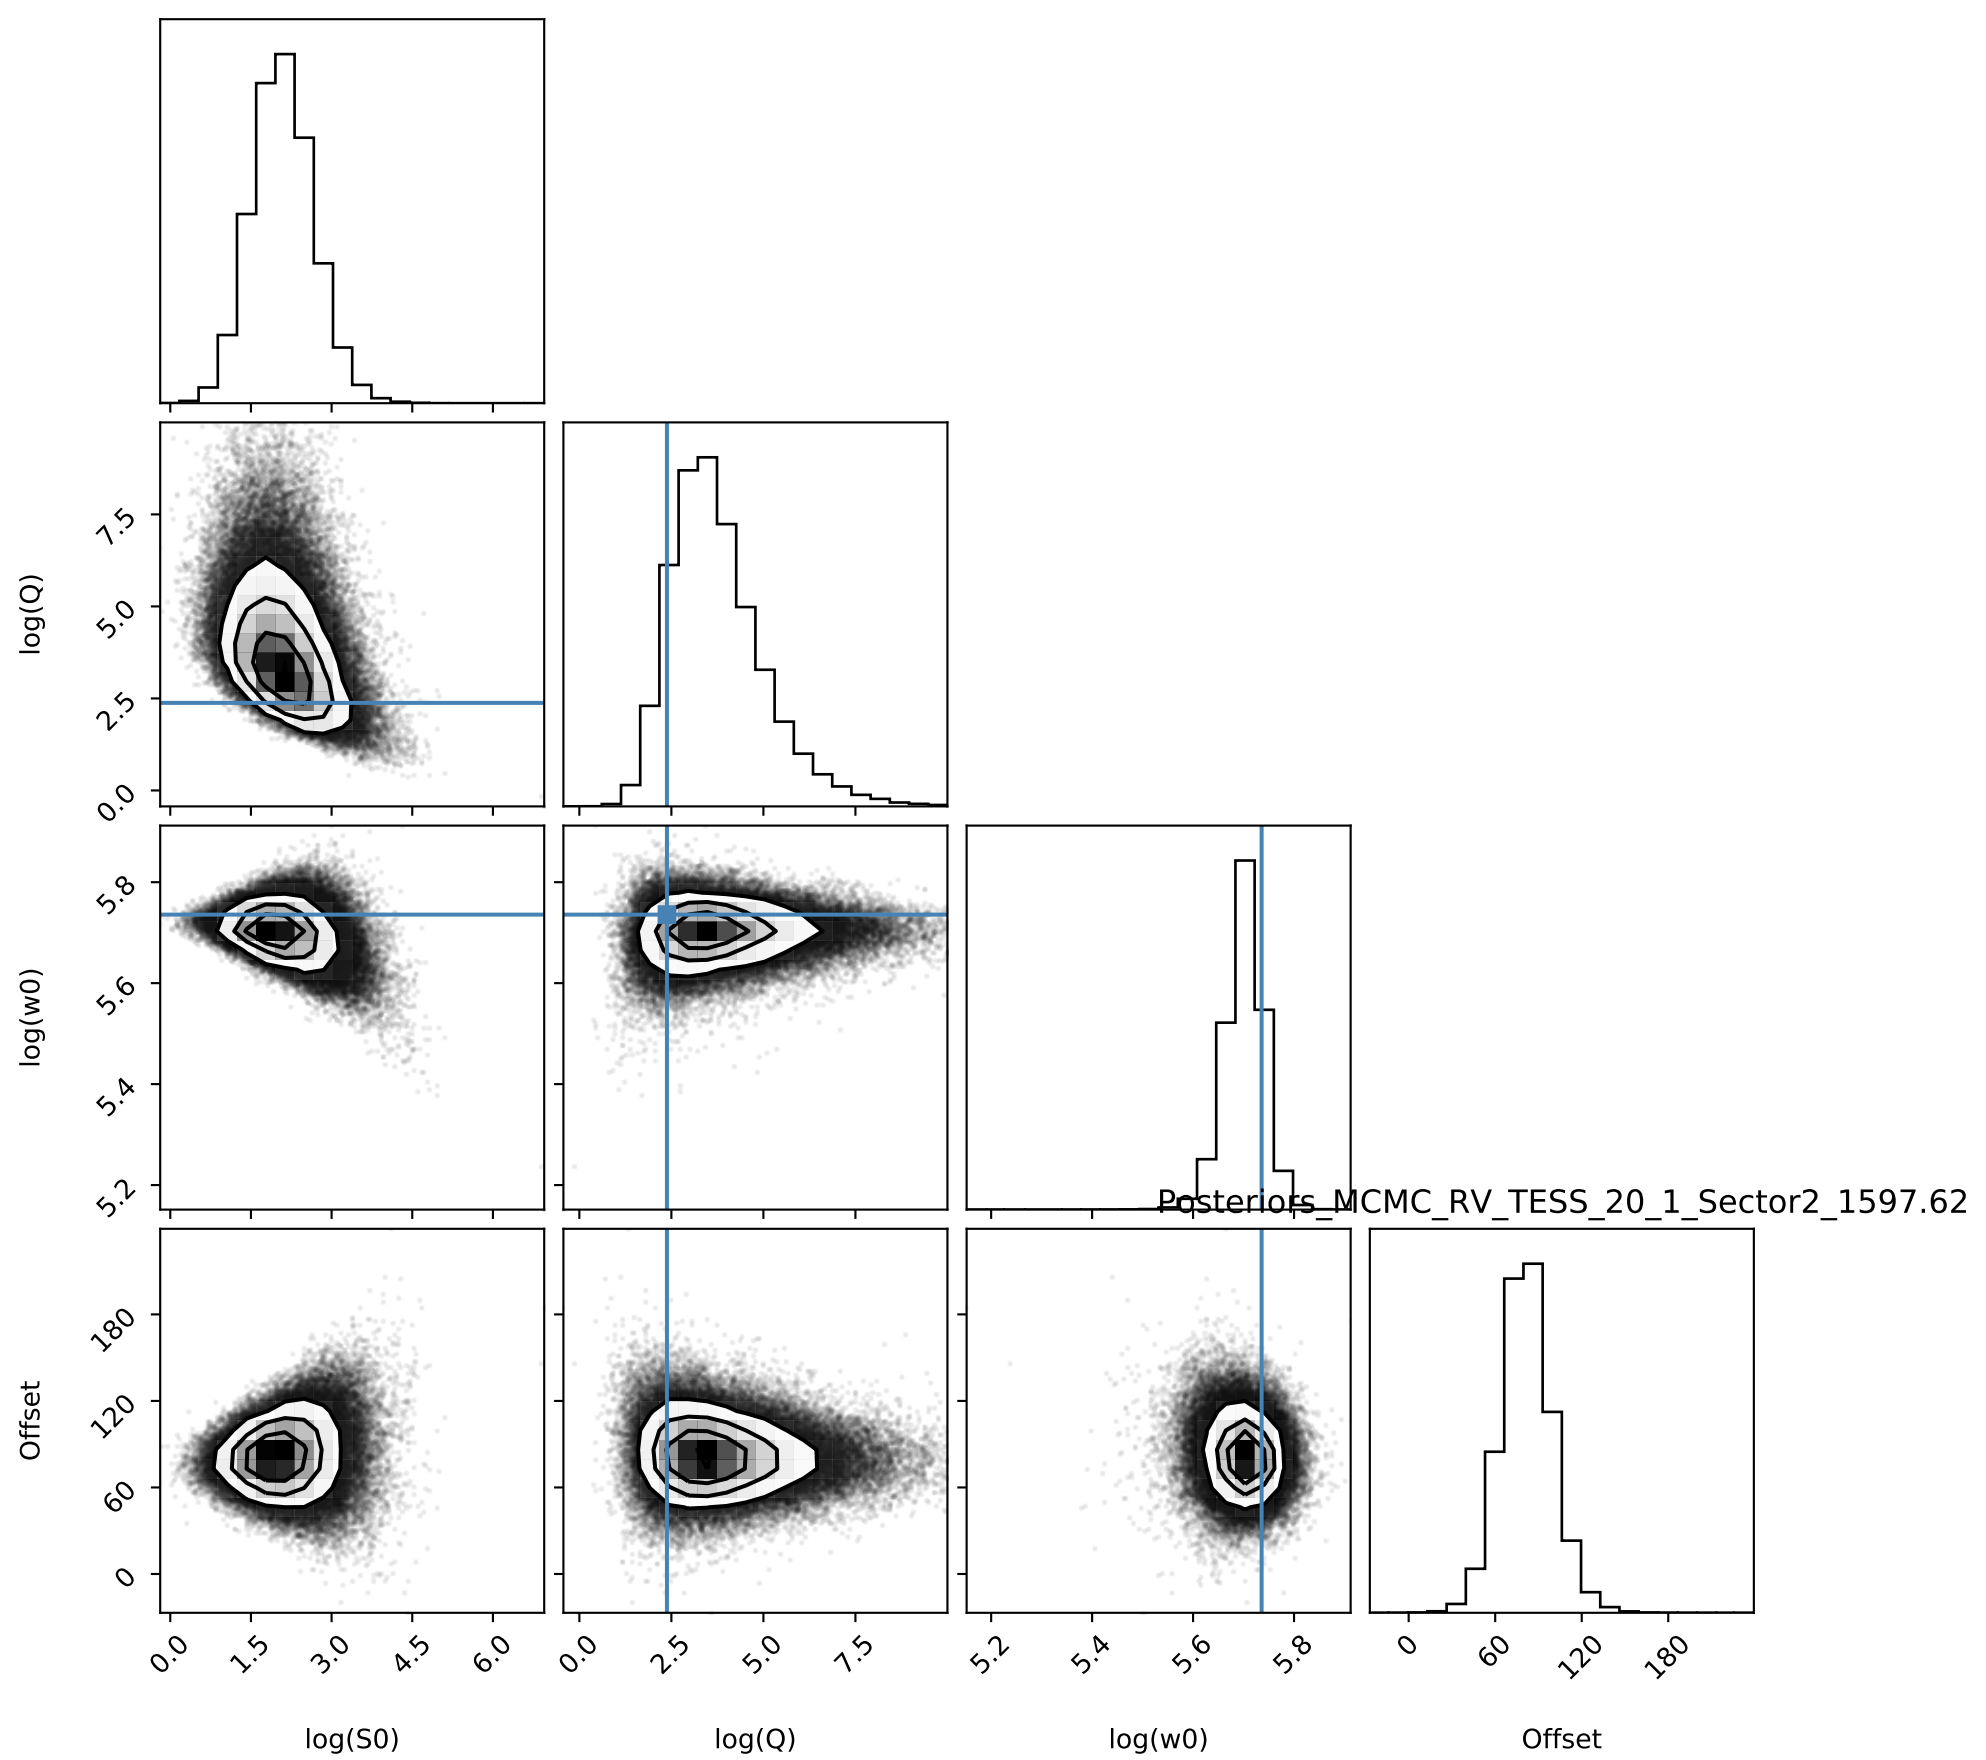 log(Q)
7.5
5.0
2.5
0.0
log(w0)
5.8
5.6
5.4
5.2
Posteriors_MCMC_RV_TESS_20_1_Sector2_1597.62
Offset
180
120
60
0
0.0 1.5 3.0 4.5 6.0 0.0 2.5 5.0 7.5 5.2 5.4 5.6 5.8 0 60 120 180
log(S0) log(Q) log(w0) Offset